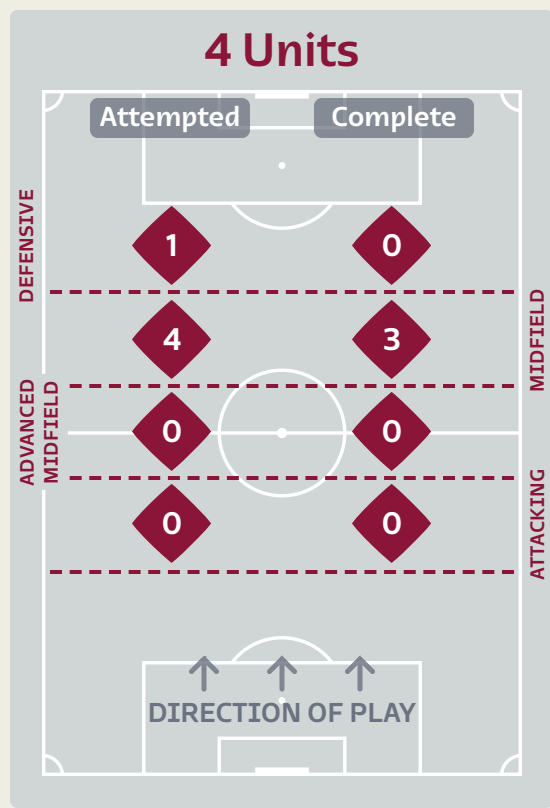 4 Units
Attempted Complete
DEFENSIVE
1 0
MIDFIELD
4 3
ADVANCED
MIDFIELD
0 0
ATTACKING
0 0
DIRECTION OF PLAY